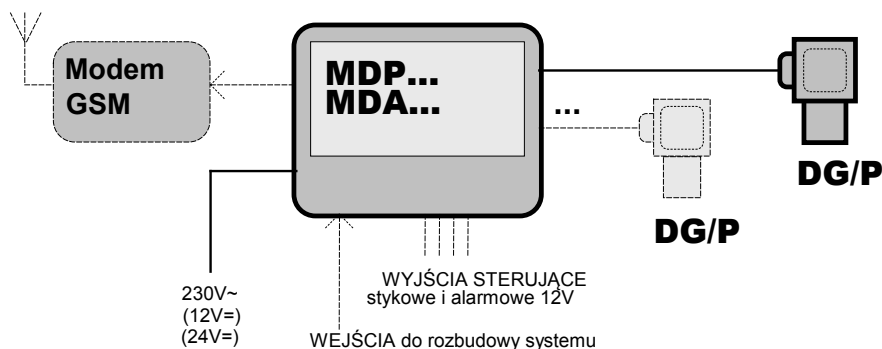 Modem
GSM
MDP...
MDA...
...
DG/P
DG/P
230V~
(12V=)
(24V=)
WYJŚCIA STERUJĄCE
stykowe i alarmowe 12V
WEJŚCIA do rozbudowy systemu